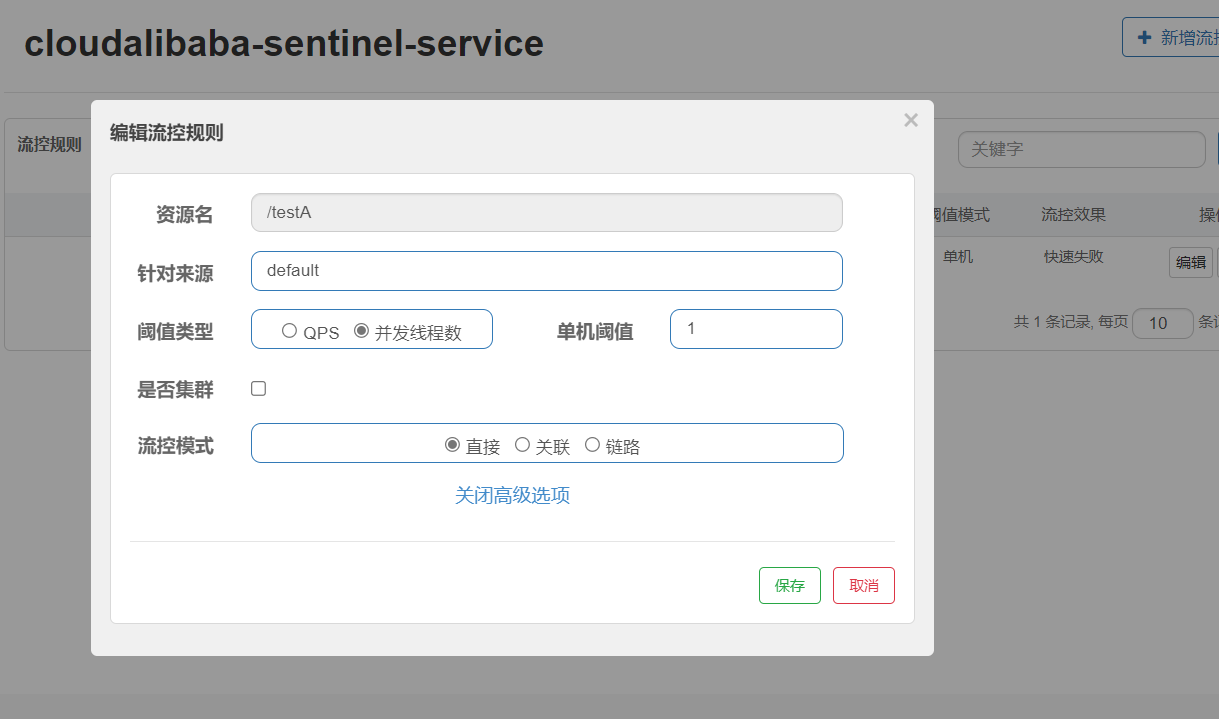 cloudalibaba-sentinel-service
新增流控
流控规则
关键字
阈值模式 流控效果
单机 快速失败 编辑
共 1 条记录, 每页 10
编辑流控规则 ×
资源名 /testA
针对来源 default
阈值类型 QPS 并发线程数 单机阈值 1
是否集群
流控模式 直接 关联 链路
关闭高级选项
保存 取消